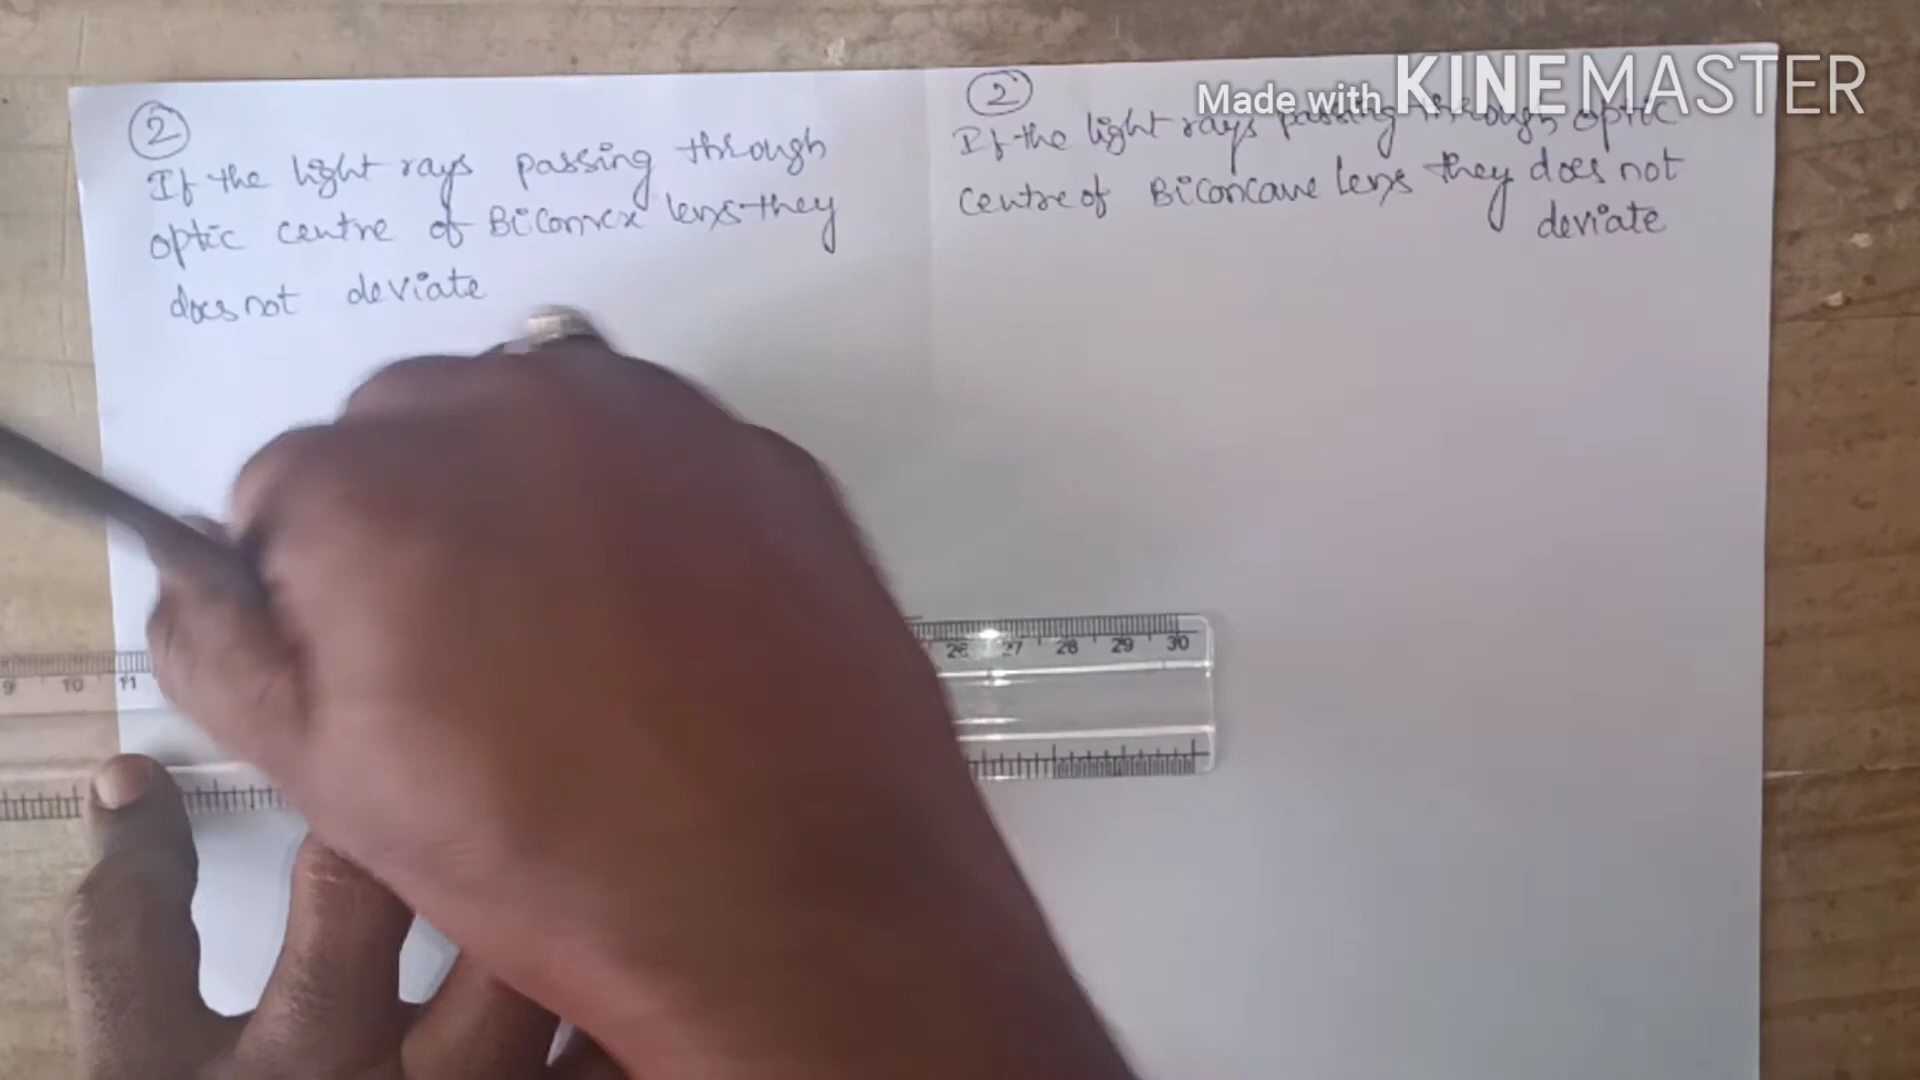 Made with KINEMASTER
2
If the light rays passing through
optic centre of Biconvex lens they
does not deviate
2
If the light rays passing through optic
centre of Biconcave lens they does not
deviate
26 27 28 29 30
9 10 11